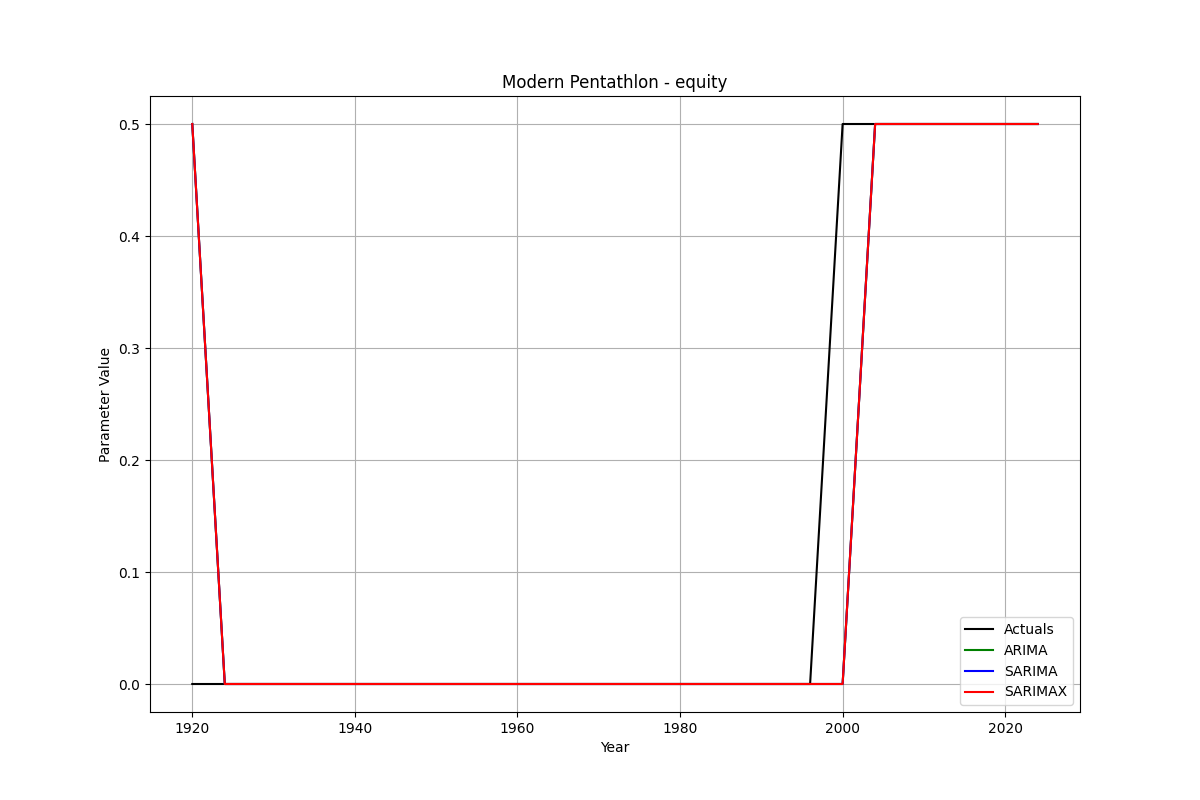 Modern Pentathlon - equity
Parameter Value
0.5
0.4
0.3
0.2
0.1
0.0
1920 1940 1960 1980 2000 2020
Year
Actuals
ARIMA
SARIMA
SARIMAX